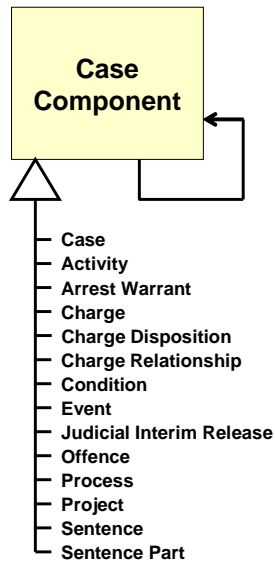 Case
Component
Case
Activity
Arrest Warrant
Charge
Charge Disposition
Charge Relationship
Condition
Event
Judicial Interim Release
Offence
Process
Project
Sentence
Sentence Part